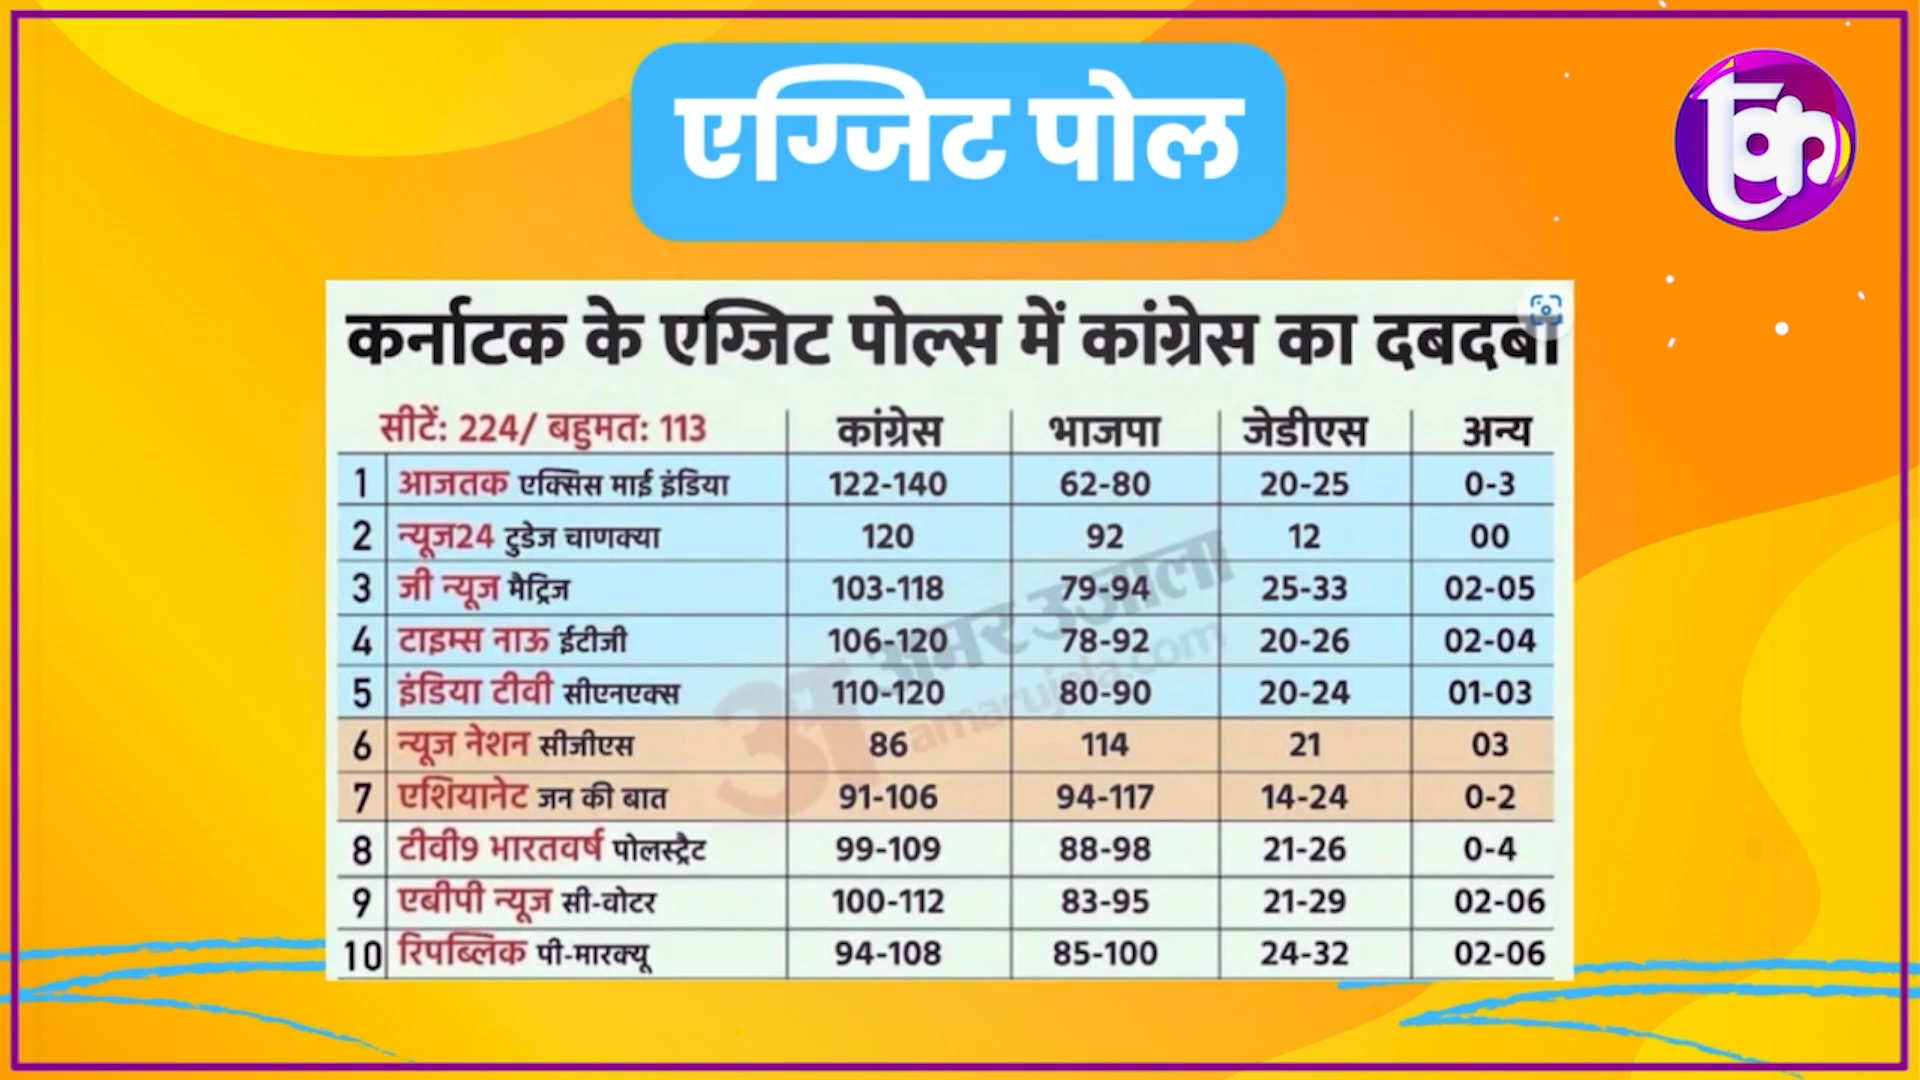 एग्जिट पोल
तक
कर्नाटक के एग्जिट पोल्स में कांग्रेस का दबदबा
सीटें: 224/ बहुमत: 113 कांग्रेस भाजपा जेडीएस अन्य
1 आजतक एक्सिस माई इंडिया 122-140 62-80 20-25 0-3
2 न्यूज24 टुडेज चाणक्या 120 92 12 00
3 जी न्यूज मैट्रिज 103-118 79-94 25-33 02-05
4 टाइम्स नाऊ ईटीजी 106-120 78-92 20-26 02-04
5 इंडिया टीवी सीएनएक्स 110-120 80-90 20-24 01-03
6 न्यूज नेशन सीजीएस 86 114 21 03
7 एशियानेट जन की बात 91-106 94-117 14-24 0-2
8 टीवी9 भारतवर्ष पोलस्ट्रैट 99-109 88-98 21-26 0-4
9 एबीपी न्यूज सी-वोटर 100-112 83-95 21-29 02-06
10 रिपब्लिक पी-मारक्यू 94-108 85-100 24-32 02-06
अ अमर उजाला
amarujala.com